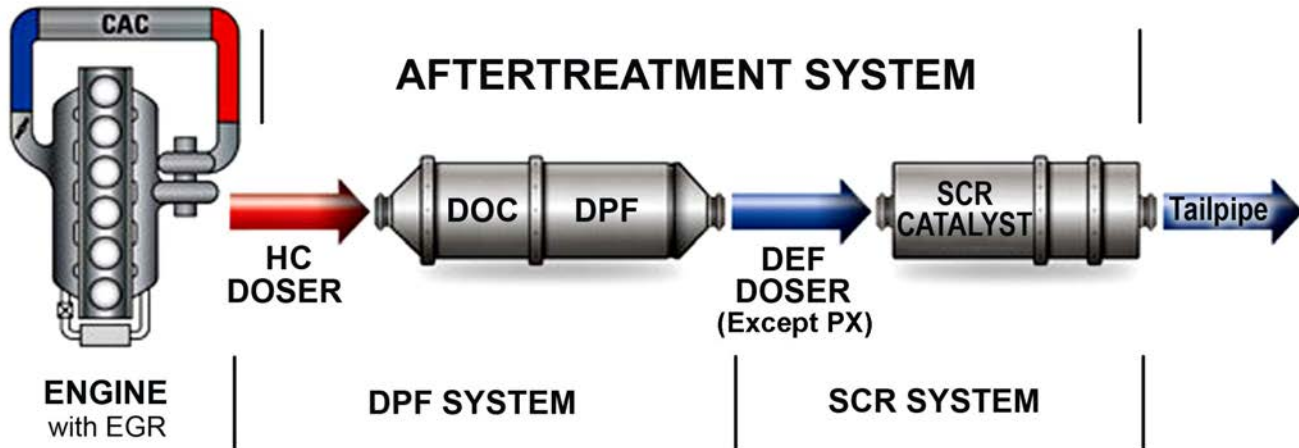 CAC
AFTERTREATMENT SYSTEM
DOC
DPF
SCR
CATALYST
Tailpipe
HC
DOSER
DEF
DOSER
(Except PX)
ENGINE
with EGR
DPF SYSTEM
SCR SYSTEM